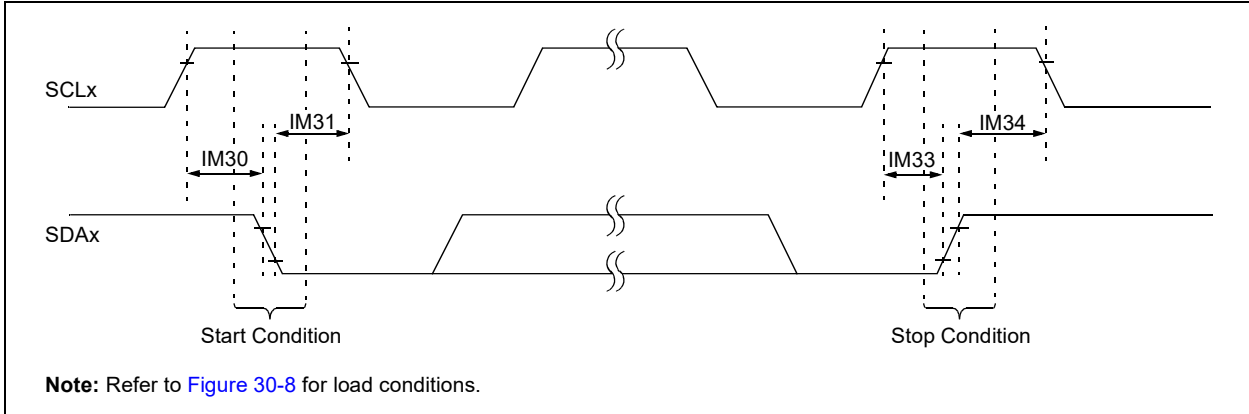 SCLx
IM31
IM34
IM30
IM33
SDAx
Start Condition
Stop Condition
Note: Refer to Figure 30-8 for load conditions.